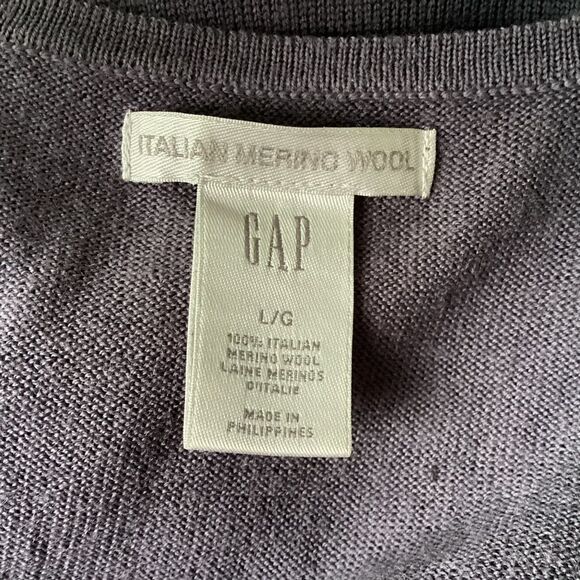 ITALIAN MERINO WOOL
GAP
L/G
100% ITALIAN
MERINO WOOL
LAINE MERINOS
D'ITALIE
MADE IN
PHILIPPINES